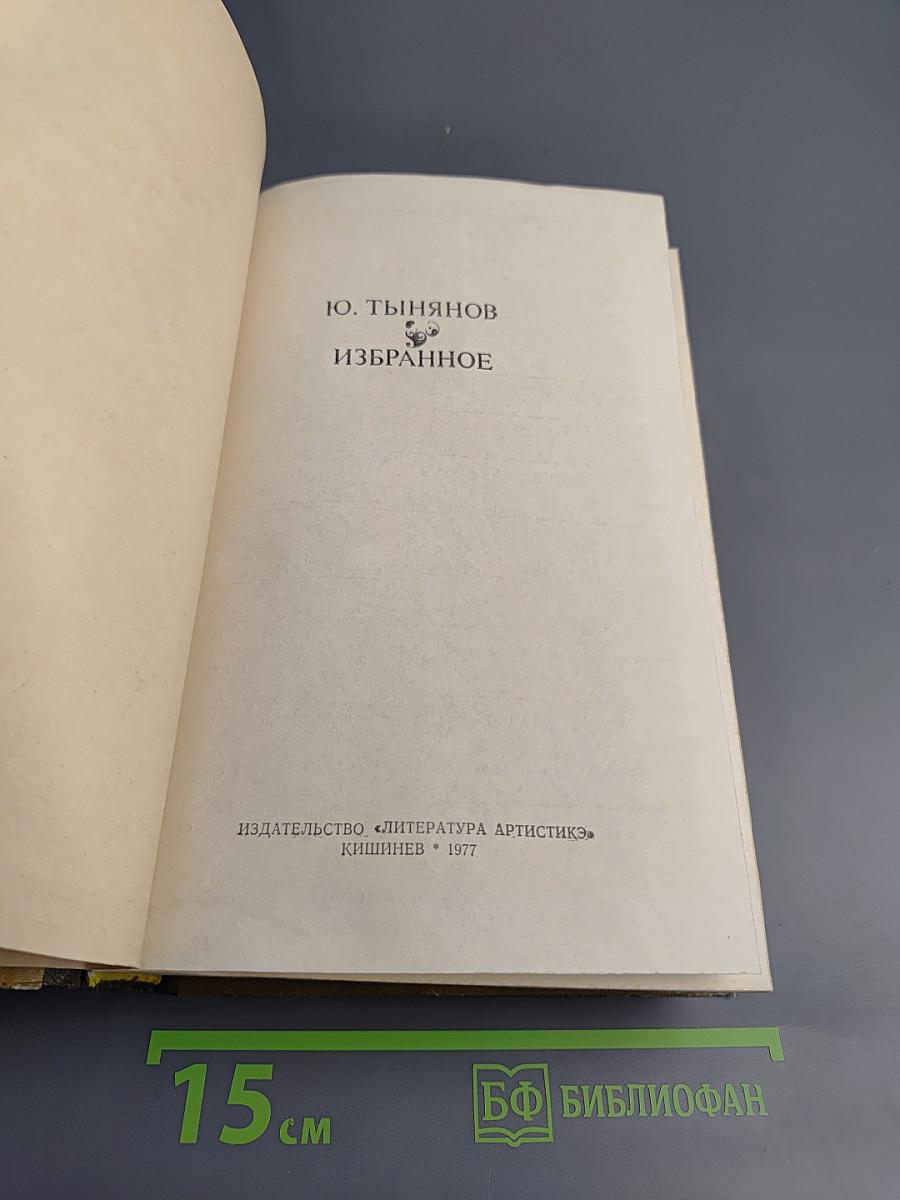 Ю. ТЫНЯНОВ
ИЗБРАННОЕ
ИЗДАТЕЛЬСТВО «ЛИТЕРАТУРА АРТИСТИКЭ»
КИШИНЕВ * 1977
15 см
БФ БИБЛИОФАН